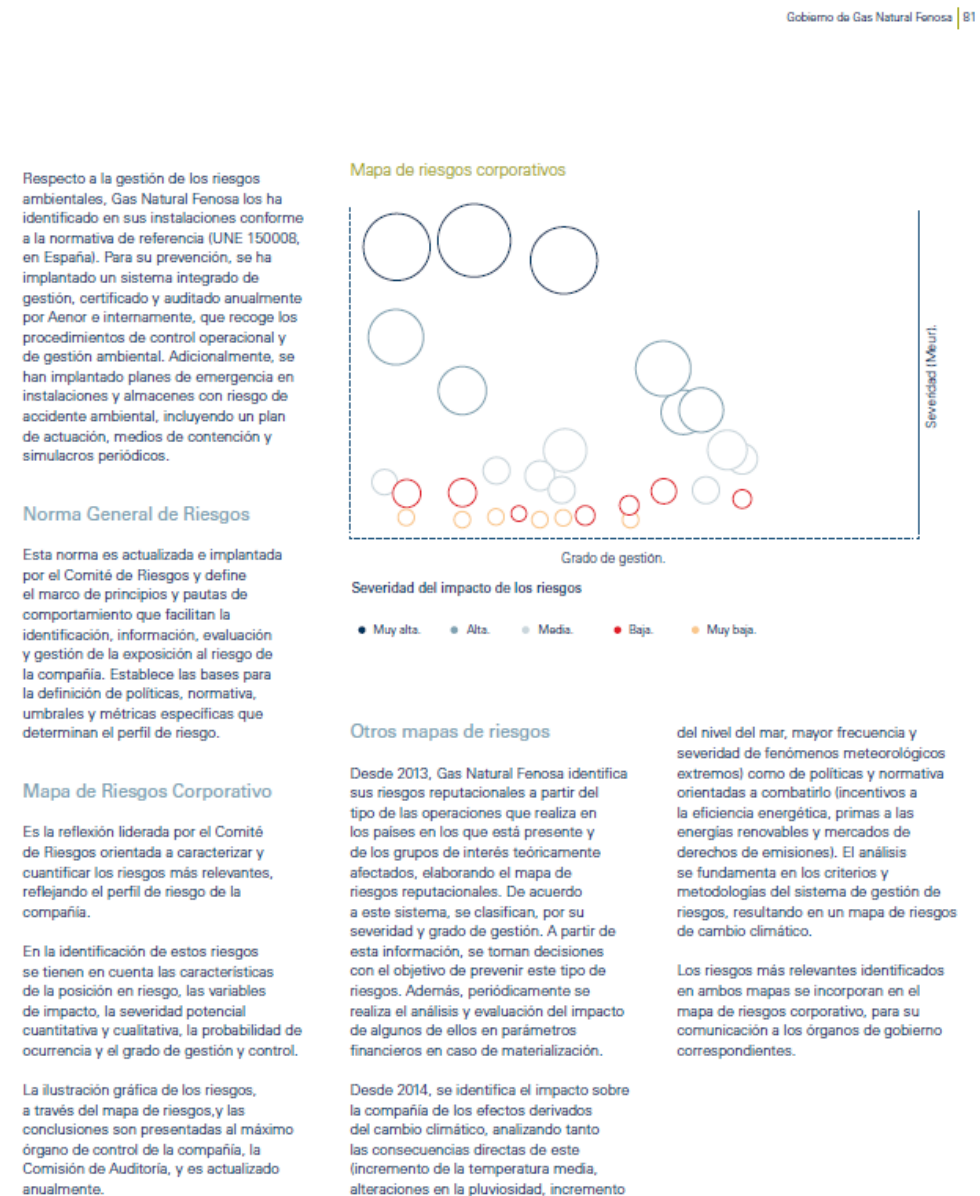 Gobierno de Gas Natural Fenosa 81
Respecto a la gestión de los riesgos
ambientales, Gas Natural Fenosa los ha
identificado en sus instalaciones conforme
a la normativa de referencia (UNE 150008,
en España). Para su prevención, se ha
implantado un sistema integrado de
gestión, certificado y auditado anualmente
por Aenor e internamente, que recoge los
procedimientos de control operacional y
de gestión ambiental. Adicionalmente, se
han implantado planes de emergencia en
instalaciones y almacenes con riesgo de
accidente ambiental, incluyendo un plan
de actuación, medios de contención y
simulacros periódicos.
Norma General de Riesgos
Esta norma es actualizada e implantada
por el Comité de Riesgos y define
el marco de principios y pautas de
comportamiento que facilitan la
identificación, información, evaluación
y gestión de la exposición al riesgo de
la compañía. Establece las bases para
la definición de políticas, normativa,
umbrales y métricas específicas que
determinan el perfil de riesgo.
Mapa de Riesgos Corporativo
Es la reflexión liderada por el Comité
de Riesgos orientada a caracterizar y
cuantificar los riesgos más relevantes,
reflejando el perfil de riesgo de la
compañía.
En la identificación de estos riesgos
se tienen en cuenta las características
de la posición en riesgo, las variables
de impacto, la severidad potencial
cuantitativa y cualitativa, la probabilidad de
ocurrencia y el grado de gestión y control.
La ilustración gráfica de los riesgos,
a través del mapa de riesgos,y las
conclusiones son presentadas al máximo
órgano de control de la compañía, la
Comisión de Auditoría, y es actualizado
anualmente.
Mapa de riesgos corporativos
Severidad (Meur).
Grado de gestión.
Severidad del impacto de los riesgos
Muy alta. Alta. Media. Baja. Muy baja.
Otros mapas de riesgos
Desde 2013, Gas Natural Fenosa identifica
sus riesgos reputacionales a partir del
tipo de las operaciones que realiza en
los países en los que está presente y
de los grupos de interés teóricamente
afectados, elaborando el mapa de
riesgos reputacionales. De acuerdo
a este sistema, se clasifican, por su
severidad y grado de gestión. A partir de
esta información, se toman decisiones
con el objetivo de prevenir este tipo de
riesgos. Además, periódicamente se
realiza el análisis y evaluación del impacto
de algunos de ellos en parámetros
financieros en caso de materialización.
Desde 2014, se identifica el impacto sobre
la compañía de los efectos derivados
del cambio climático, analizando tanto
las consecuencias directas de este
(incremento de la temperatura media,
alteraciones en la pluviosidad, incremento
del nivel del mar, mayor frecuencia y
severidad de fenómenos meteorológicos
extremos) como de políticas y normativa
orientadas a combatirlo (incentivos a
la eficiencia energética, primas a las
energías renovables y mercados de
derechos de emisiones). El análisis
se fundamenta en los criterios y
metodologías del sistema de gestión de
riesgos, resultando en un mapa de riesgos
de cambio climático.
Los riesgos más relevantes identificados
en ambos mapas se incorporan en el
mapa de riesgos corporativo, para su
comunicación a los órganos de gobierno
correspondientes.